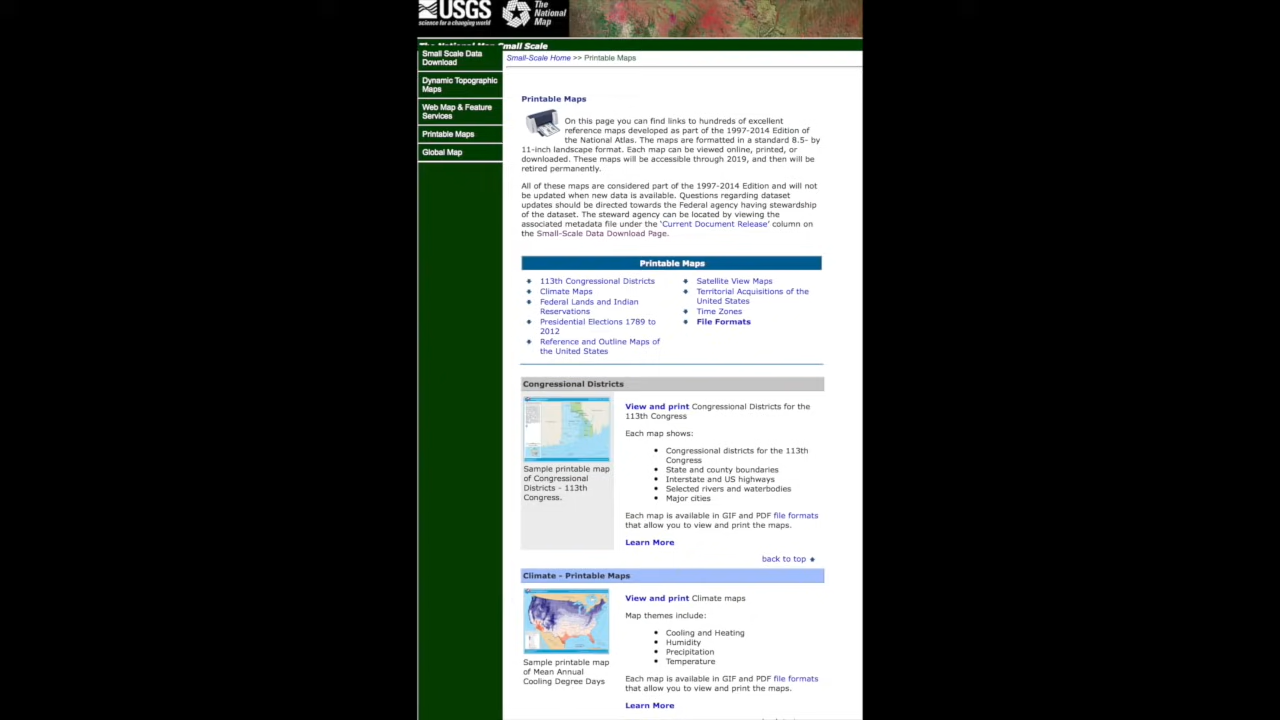 USGS
science for a changing world
The
National
Map
The National Map Small Scale
Small Scale Data
Download
Dynamic Topographic
Maps
Web Map & Feature
Services
Printable Maps
Global Map
Small-Scale Home >> Printable Maps
Printable Maps
On this page you can find links to hundreds of excellent
reference maps developed as part of the 1997-2014 Edition of
the National Atlas. The maps are formatted in a standard 8.5- by
11-inch landscape format. Each map can be viewed online, printed, or
downloaded. These maps will be accessible through 2019, and then will be
retired permanently.
All of these maps are considered part of the 1997-2014 Edition and will not
be updated when new data is available. Questions regarding dataset
updates should be directed towards the Federal agency having stewardship
of the dataset. The steward agency can be located by viewing the
associated metadata file under the 'Current Document Release' column on
the Small-Scale Data Download Page.
Printable Maps
113th Congressional Districts
Climate Maps
Federal Lands and Indian
Reservations
Presidential Elections 1789 to
2012
Reference and Outline Maps of
the United States
Satellite View Maps
Territorial Acquisitions of the
United States
Time Zones
File Formats
Congressional Districts
Sample printable map
of Congressional
Districts - 113th
Congress.
View and print Congressional Districts for the
113th Congress
Each map shows:
Congressional districts for the 113th
Congress
State and county boundaries
Interstate and US highways
Selected rivers and waterbodies
Major cities
Each map is available in GIF and PDF file formats
that allow you to view and print the maps.
Learn More
back to top
Climate - Printable Maps
Sample printable map
of Mean Annual
Cooling Degree Days
View and print Climate maps
Map themes include:
Cooling and Heating
Humidity
Precipitation
Temperature
Each map is available in GIF and PDF file formats
that allow you to view and print the maps.
Learn More